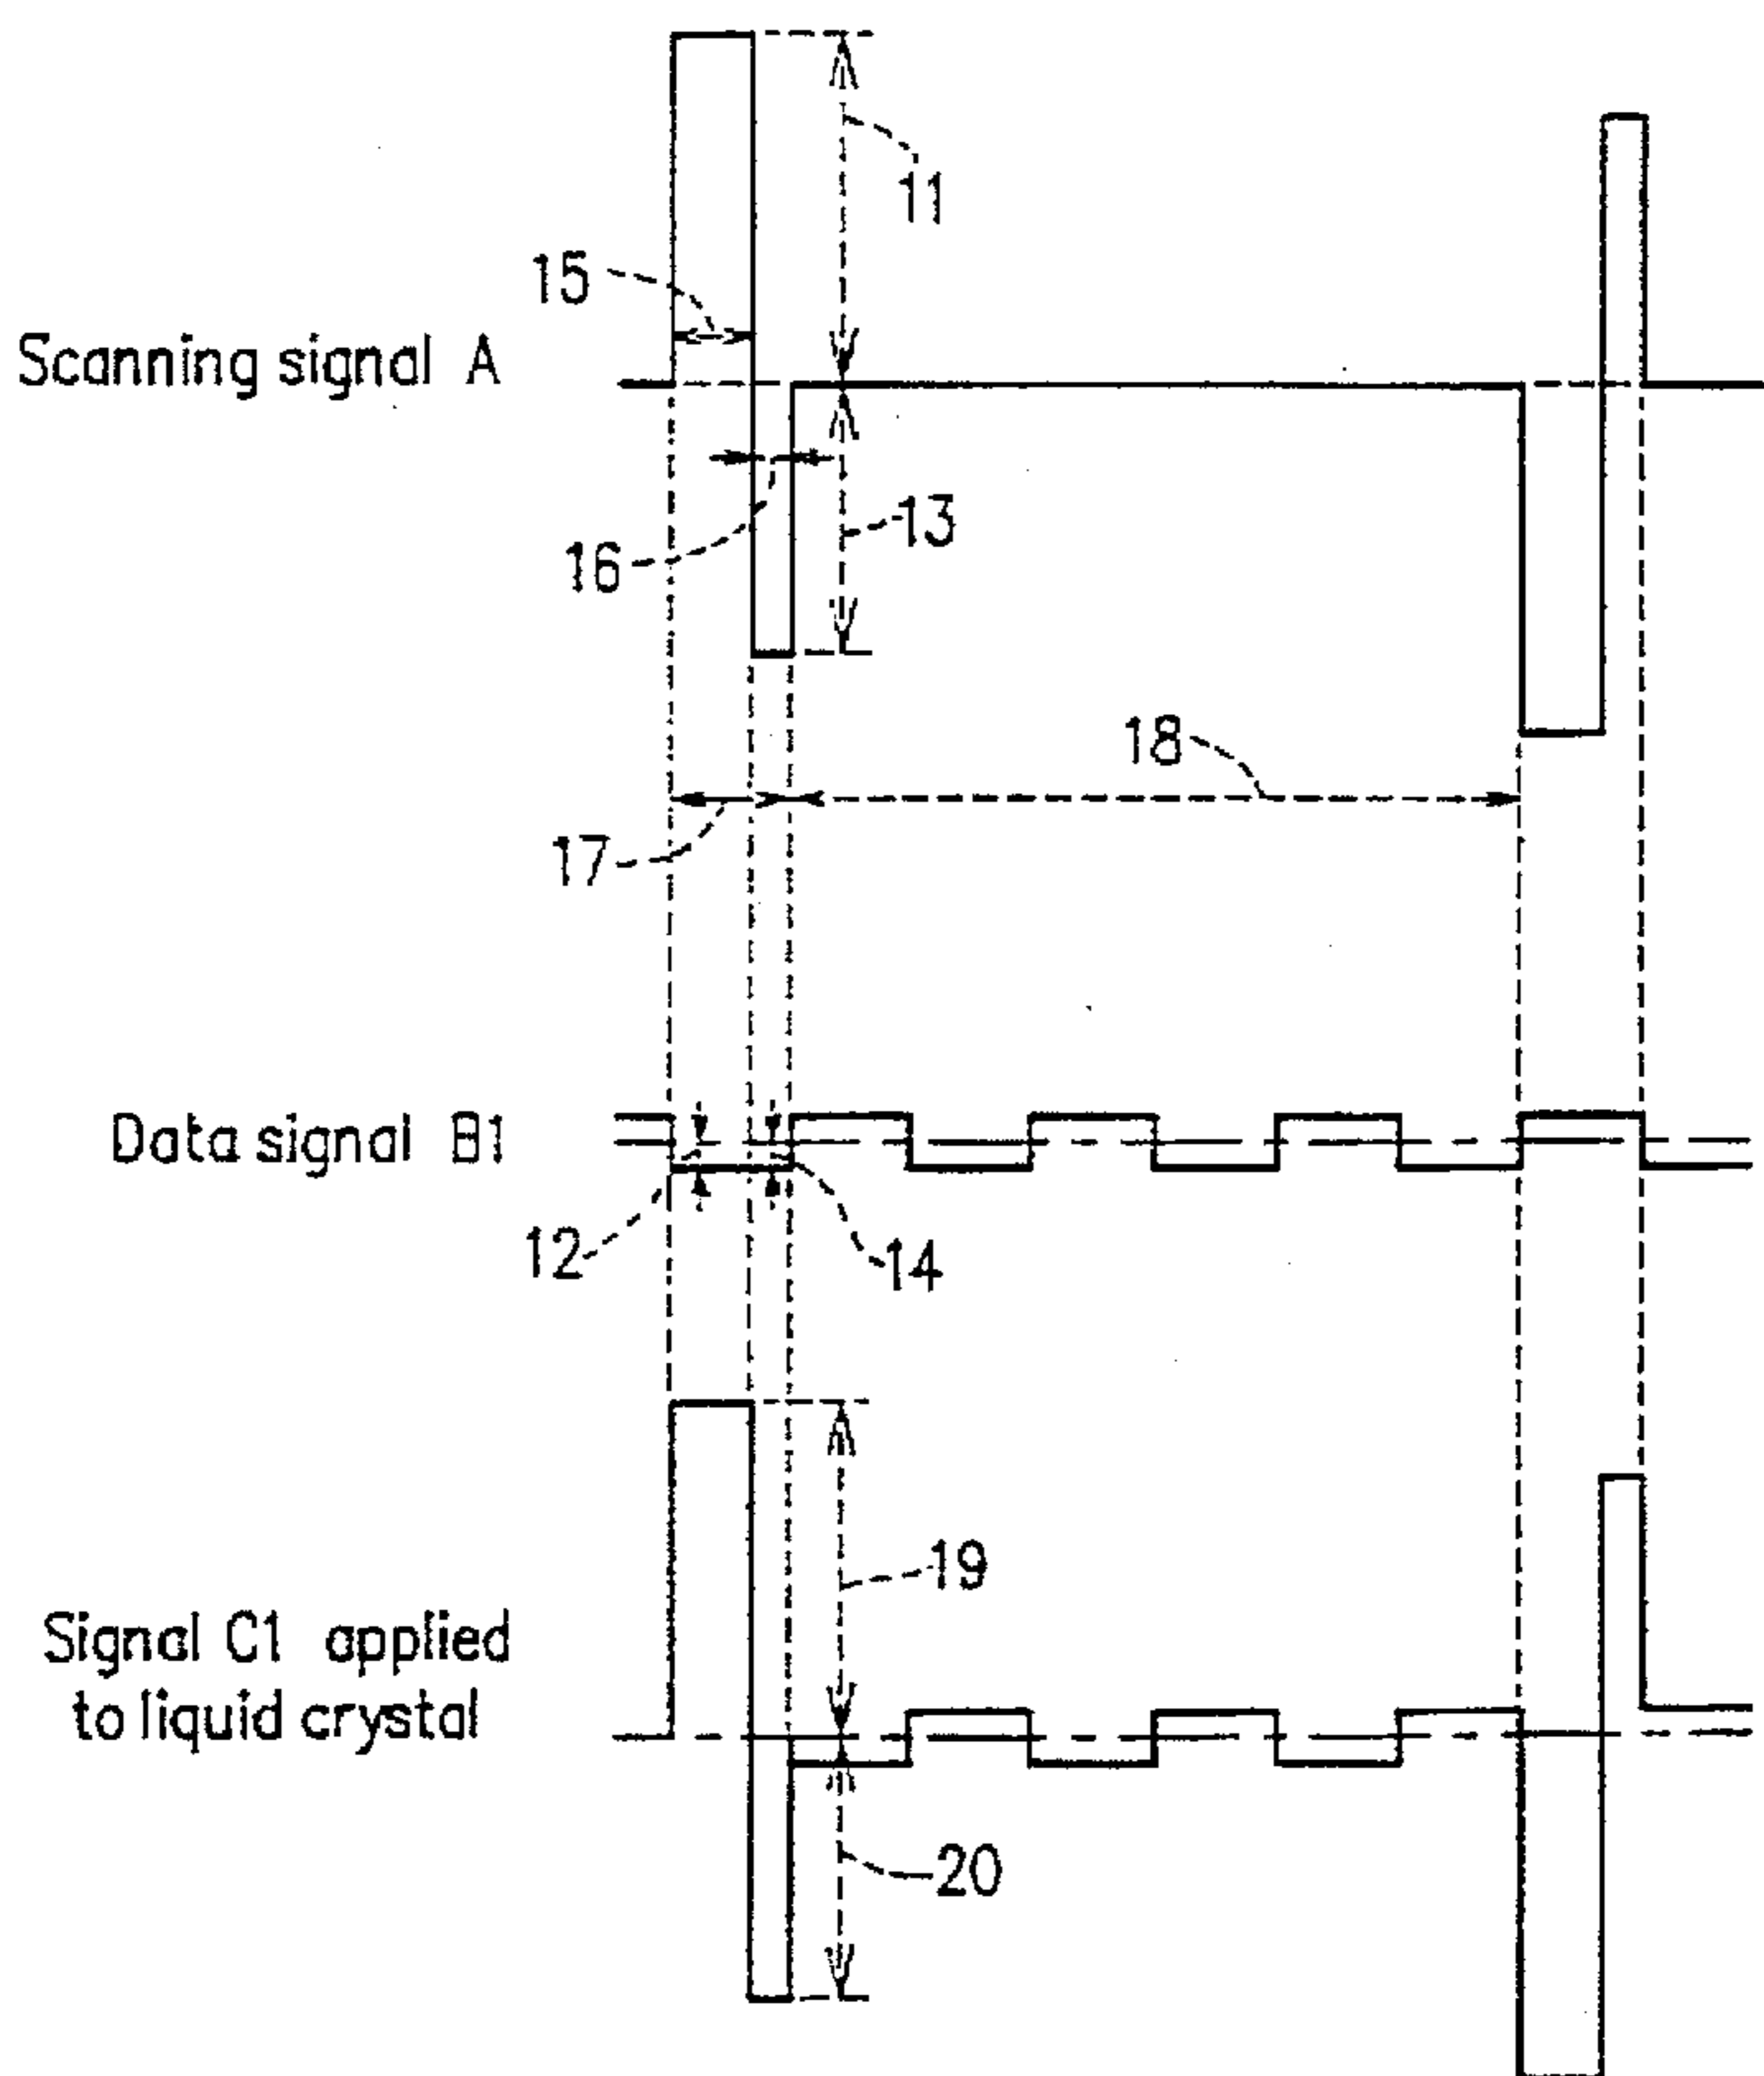 11
15
Scanning signal A
13
16
18
17
Data signal B1
12
14
19
Signal C1 applied
to liquid crystal
20